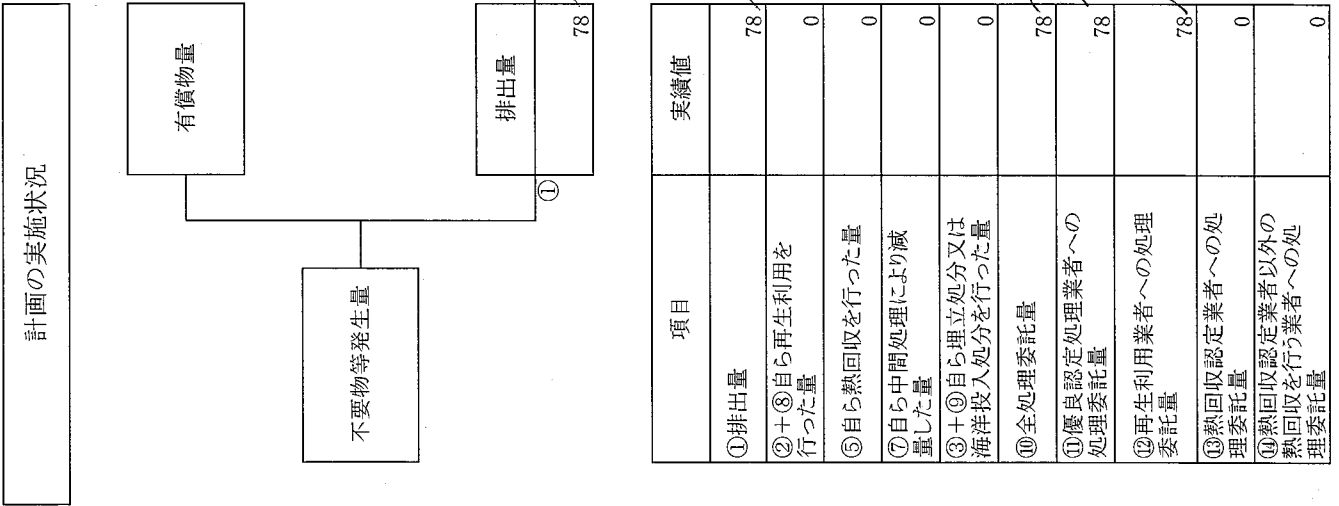 計画の実施状況
有償物量
不要物等発生量
排出量
①
78
項目 実績値
①排出量 78
②+⑧自ら再生利用を
行った量 0
⑤自ら熱回収を行った量 0
⑦自ら中間処理により減
量した量 0
③+⑨自ら埋立処分又は
海洋投入処分を行った量 0
⑩全処理委託量 78
⑪優良認定処理業者への
処理委託量 78
⑫再生利用業者への処理
委託量 78
⑬熱回収認定業者への処
理委託量 0
⑭熱回収認定業者以外の
熱回収を行う業者への処
理委託量 0